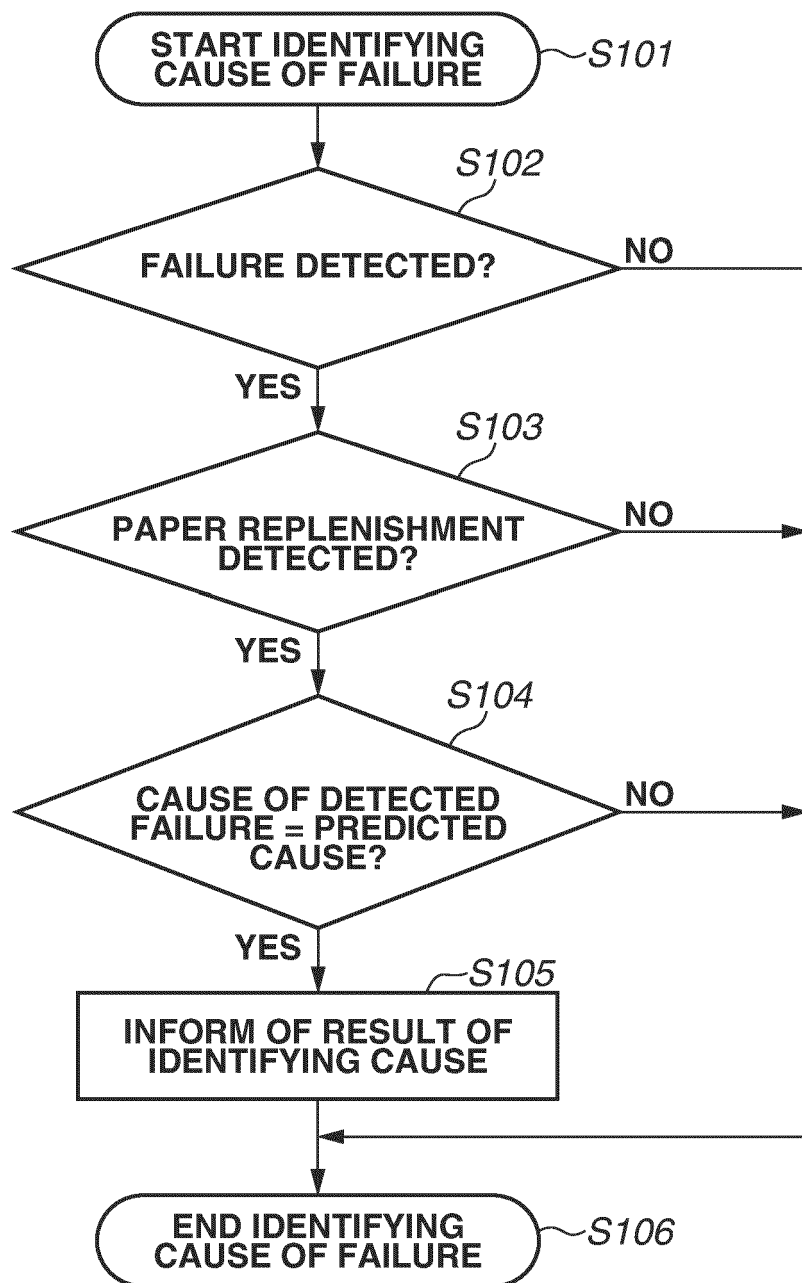 START IDENTIFYING
CAUSE OF FAILURE
S101
S102
FAILURE DETECTED?
NO
YES
S103
PAPER REPLENISHMENT
DETECTED?
NO
YES
S104
CAUSE OF DETECTED
FAILURE = PREDICTED
CAUSE?
NO
YES
S105
INFORM OF RESULT OF
IDENTIFYING CAUSE
END IDENTIFYING
CAUSE OF FAILURE
S106